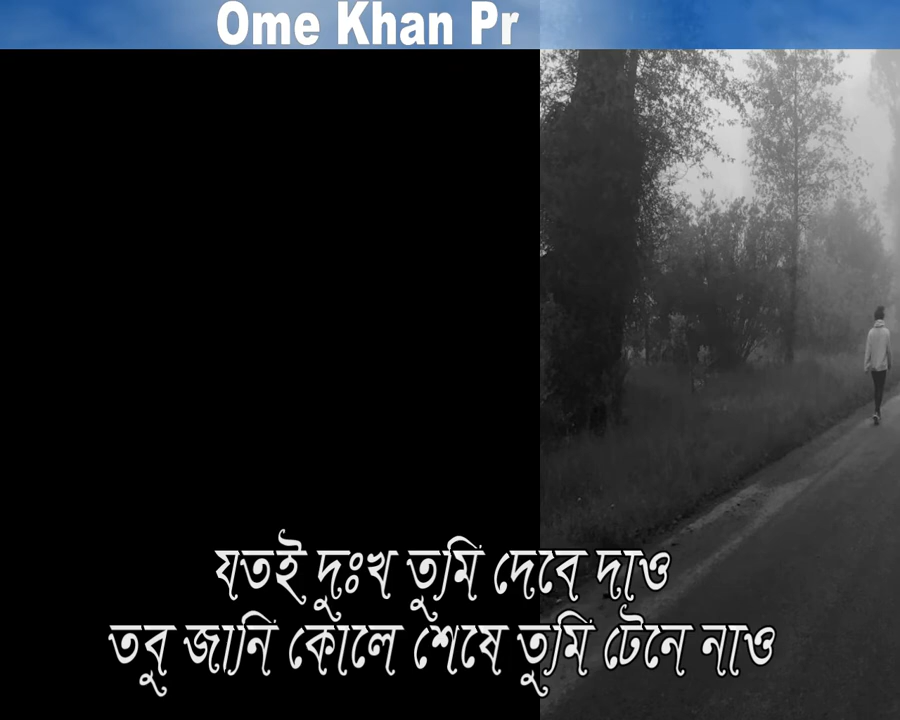 Ome Khan Pr
যতই দুঃখ তুমি দেবে দাও
তবু জানি কোলে শেষে তুমি টেনে নাও